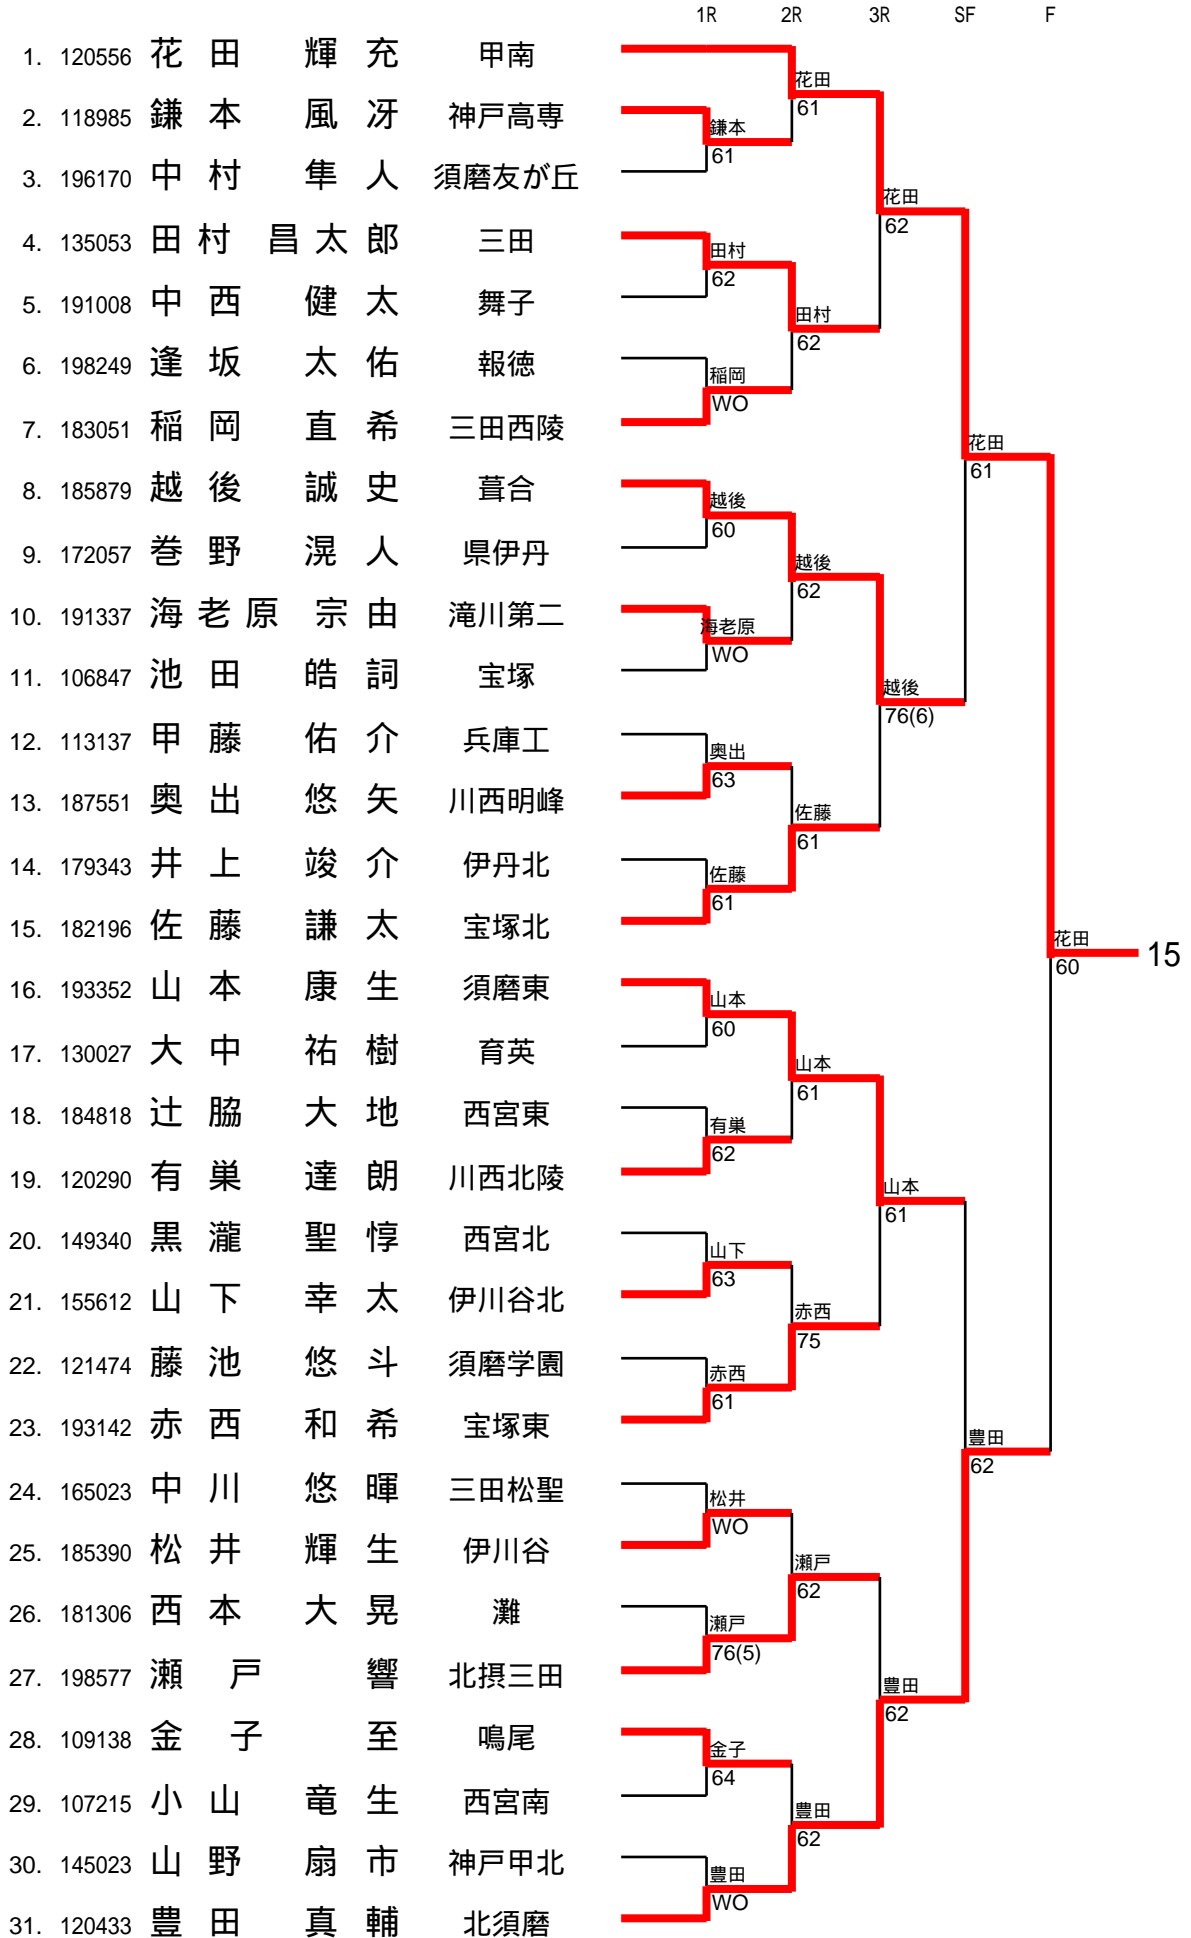 1R 2R 3R SF F
1. 120556 花田 輝充 甲南
花田
2. 118985 鎌本 風冴 神戸高専
61
鎌本
61
3. 196170 中村 隼人 須磨友が丘
花田
62
4. 135053 田村 昌太郎 三田
田村
62
5. 191008 中西 健太 舞子
田村
62
6. 198249 逢坂 太佑 報徳
稲岡
WO
7. 183051 稲岡 直希 三田西陵
花田
61
8. 185879 越後 誠史 葺合
越後
60
9. 172057 巻野 滉人 県伊丹
越後
62
10. 191337 海老原 宗由 滝川第二
海老原
WO
11. 106847 池田 皓詞 宝塚
越後
76(6)
12. 113137 甲藤 佑介 兵庫工
奥出
63
13. 187551 奥出 悠矢 川西明峰
佐藤
61
14. 179343 井上 竣介 伊丹北
佐藤
61
15. 182196 佐藤 謙太 宝塚北
花田
60
15
16. 193352 山本 康生 須磨東
山本
60
17. 130027 大中 祐樹 育英
山本
61
18. 184818 辻脇 大地 西宮東
有巣
62
19. 120290 有巣 達朗 川西北陵
山本
61
20. 149340 黒瀧 聖惇 西宮北
山下
63
21. 155612 山下 幸太 伊川谷北
赤西
75
22. 121474 藤池 悠斗 須磨学園
赤西
61
23. 193142 赤西 和希 宝塚東
豊田
62
24. 165023 中川 悠暉 三田松聖
松井
WO
25. 185390 松井 輝生 伊川谷
瀬戸
62
26. 181306 西本 大晃 灘
瀬戸
76(5)
27. 198577 瀬戸 響 北摂三田
豊田
62
28. 109138 金子 至 鳴尾
金子
64
29. 107215 小山 竜生 西宮南
豊田
62
30. 145023 山野 扇市 神戸甲北
豊田
WO
31. 120433 豊田 真輔 北須磨